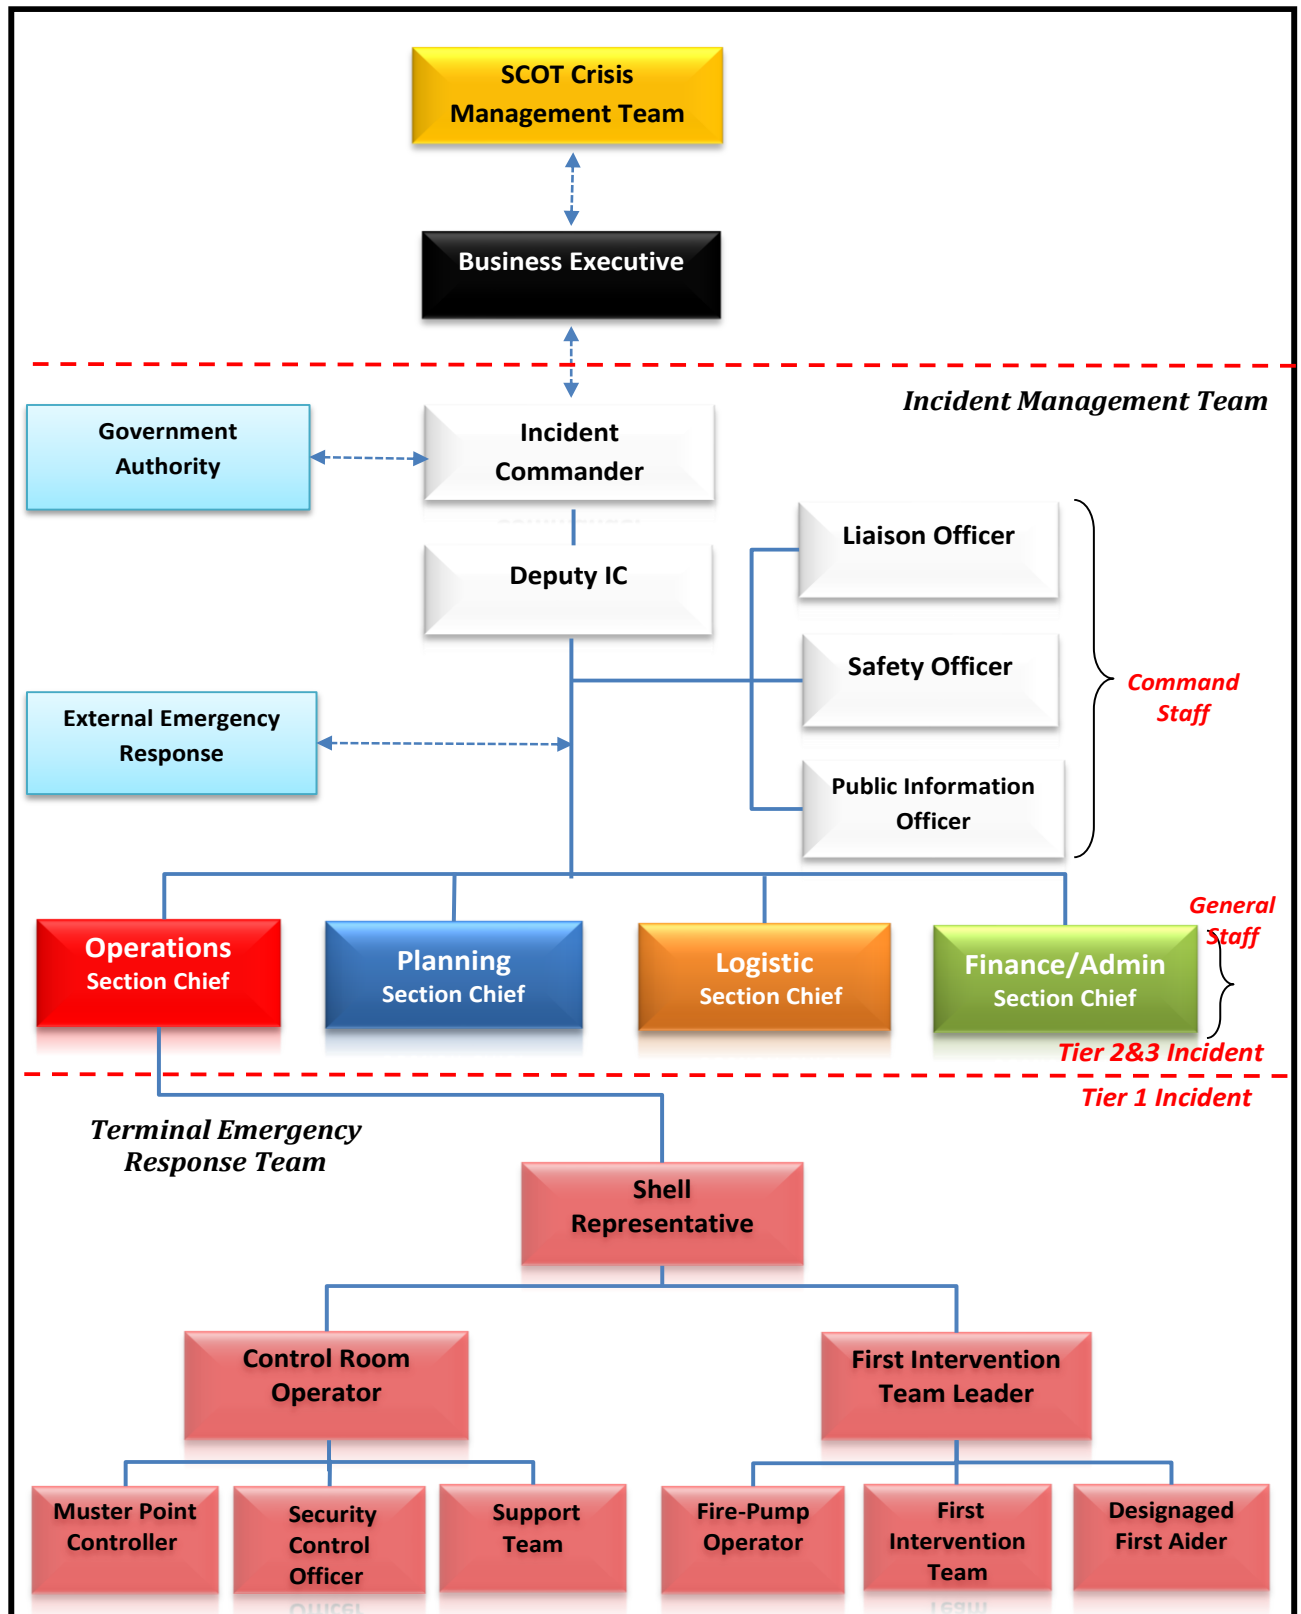 SCOT Crisis
Management Team
Business Executive
Incident Management Team
Government
Authority
Incident
Commander
Deputy IC
Liaison Officer
Safety Officer
Command
Staff
External Emergency
Response
Public Information
Officer
General
Staff
Operations
Section Chief
Planning
Section Chief
Logistic
Section Chief
Finance/Admin
Section Chief
Tier 2&3 Incident
Tier 1 Incident
Terminal Emergency
Response Team
Shell
Representative
Control Room
Operator
First Intervention
Team Leader
Muster Point
Controller
Security
Control
Officer
Support
Team
Fire-Pump
Operator
First
Intervention
Team
Designaged
First Aider